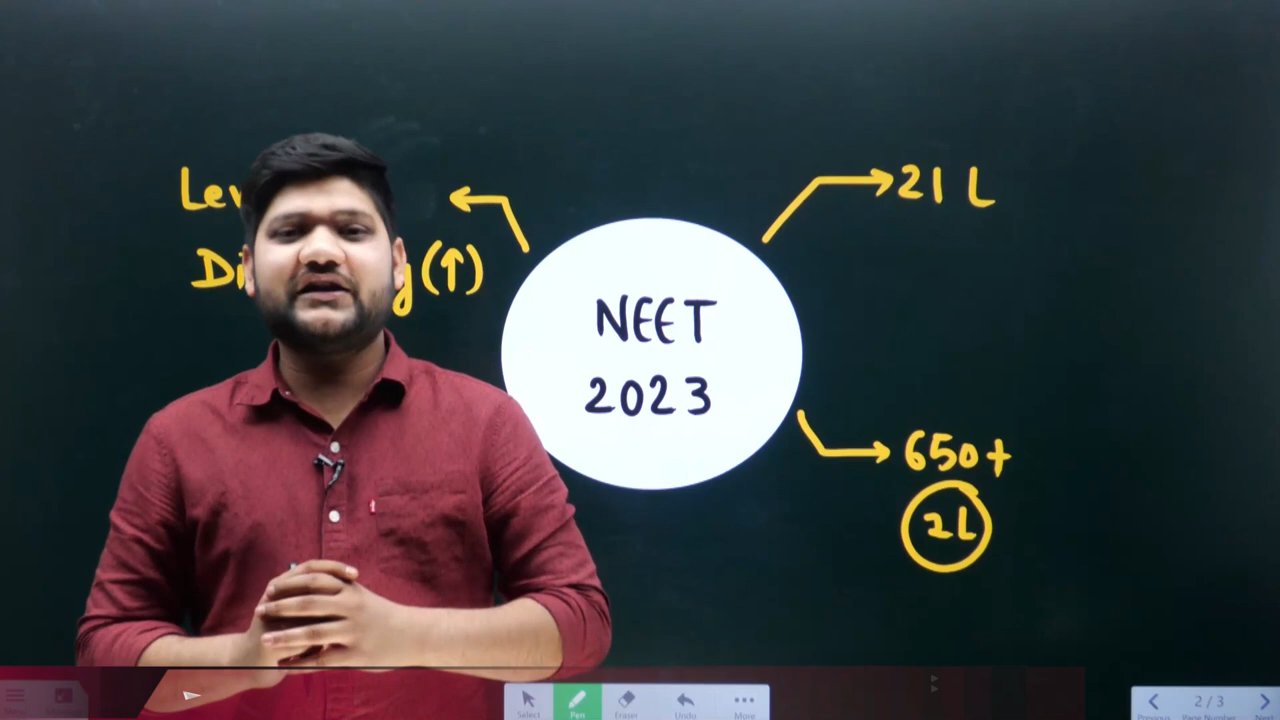 21 L
(↑)
NEET
2023
650+
2L
Select
Pen
Eraser
Undo
More
2 / 3